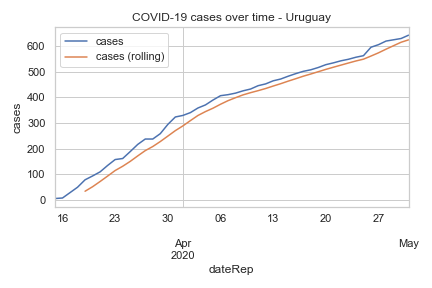 COVID-19 cases over time - Uruguay
cases
cases (rolling)
cases
600
500
400
300
200
100
0
16 23 30 06 13 20 27
Apr May
2020
dateRep